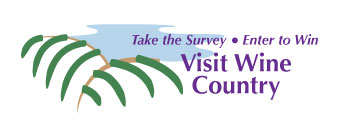 Take the Survey • Enter to Win
Visit Wine
Country